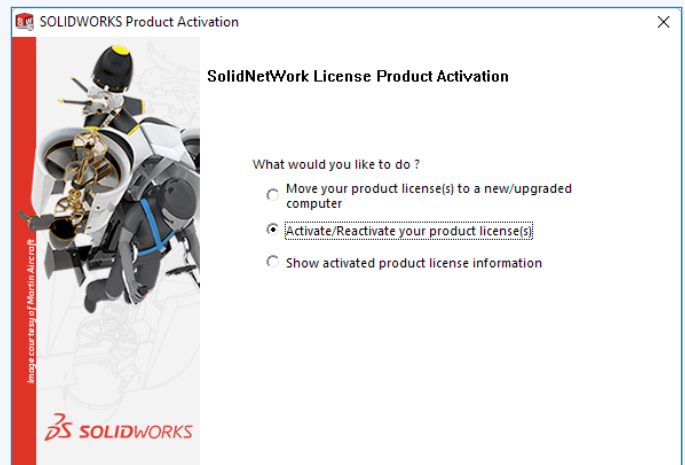 SOLIDWORKS Product Activation
SolidNetWork License Product Activation
What would you like to do ?
Move your product license(s) to a new/upgraded
computer
Activate/Reactivate your product license(s)
Show activated product license information
Image courtesy of Martin Aircraft
SOLIDWORKS